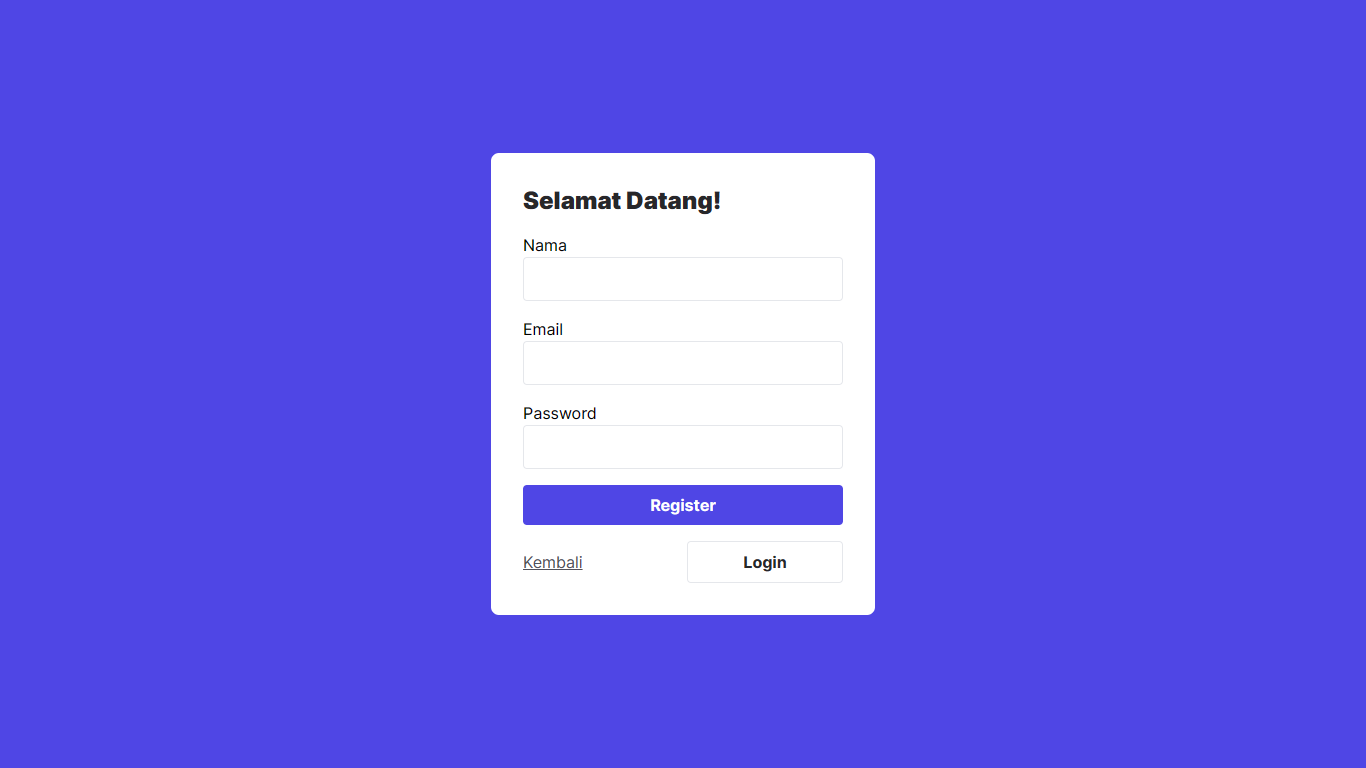 Selamat Datang!
Nama
Email
Password
Register
Kembali
Login